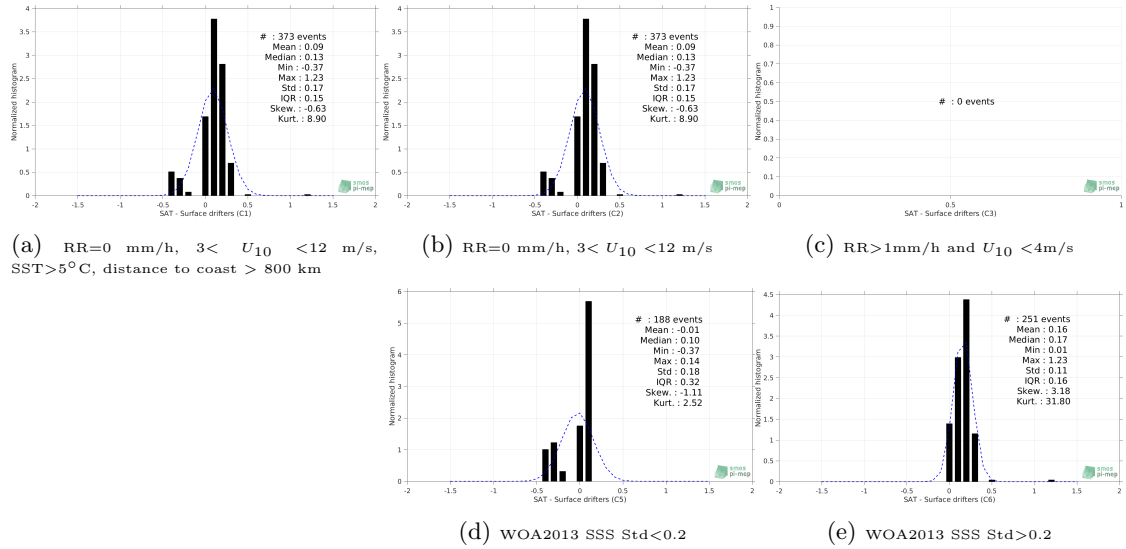 4
3.5
3
2.5
2
1.5
1
0.5
0
-2
-1.5
-1
-0.5
0
0.5
1
1.5
2
Normalized histogram
# : 373 events
Mean : 0.09
Median : 0.13
Min : -0.37
Max : 1.23
Std : 0.17
IQR : 0.15
Skew. : -0.63
Kurt. : 8.90
smos
pi-mep
SAT - Surface drifters (C1)
(a) RR=0 mm/h, 3< U10 <12 m/s,
SST>5°C, distance to coast > 800 km
4
3.5
3
2.5
2
1.5
1
0.5
0
-2
-1.5
-1
-0.5
0
0.5
1
1.5
2
Normalized histogram
# : 373 events
Mean : 0.09
Median : 0.13
Min : -0.37
Max : 1.23
Std : 0.17
IQR : 0.15
Skew. : -0.63
Kurt. : 8.90
smos
pi-mep
SAT - Surface drifters (C2)
(b) RR=0 mm/h, 3< U10 <12 m/s
1
0.9
0.8
0.7
0.6
0.5
0.4
0.3
0.2
0.1
0
0
0.5
1
Normalized histogram
# : 0 events
smos
pi-mep
SAT - Surface drifters (C3)
(c) RR>1mm/h and U10 <4m/s
6
5
4
3
2
1
0
-2
-1.5
-1
-0.5
0
0.5
1
1.5
2
Normalized histogram
# : 188 events
Mean : -0.01
Median : 0.10
Min : -0.37
Max : 0.14
Std : 0.18
IQR : 0.32
Skew. : -1.11
Kurt. : 2.52
smos
pi-mep
SAT - Surface drifters (C5)
(d) WOA2013 SSS Std<0.2
4.5
4
3.5
3
2.5
2
1.5
1
0.5
0
-2
-1.5
-1
-0.5
0
0.5
1
1.5
2
Normalized histogram
# : 251 events
Mean : 0.16
Median : 0.17
Min : 0.01
Max : 1.23
Std : 0.11
IQR : 0.16
Skew. : 3.18
Kurt. : 31.80
smos
pi-mep
SAT - Surface drifters (C6)
(e) WOA2013 SSS Std>0.2